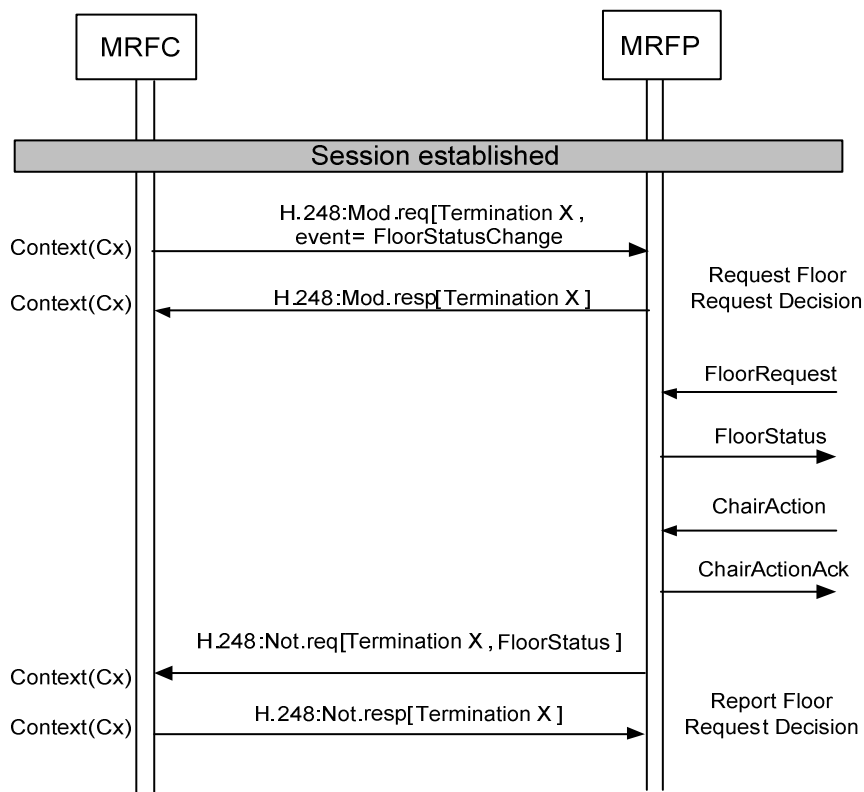 MRFC
MRFP
Session established
H.248:Mod.req[Termination X ,
event= FloorStatusChange
Context(Cx)
H.248:Mod.resp[Termination X ]
Context(Cx)
Request Floor
Request Decision
FloorRequest
FloorStatus
ChairAction
ChairActionAck
H.248:Not.req[Termination X , FloorStatus ]
Context(Cx)
H.248:Not.resp[Termination X ]
Context(Cx)
Report Floor
Request Decision